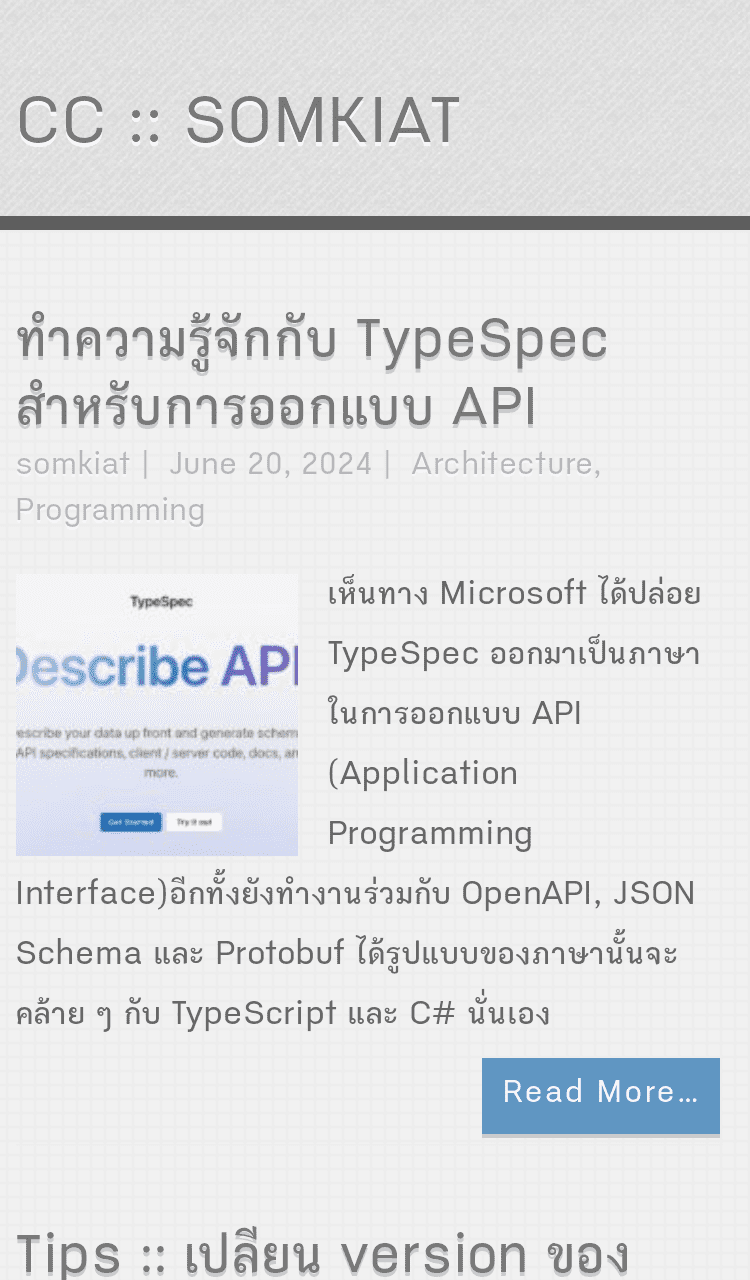 CC :: SOMKIAT
ทำความรู้จักกับ TypeSpec
สำหรับการออกแบบ API
somkiat | June 20, 2024 | Architecture,
Programming
TypeSpec
Describe API
escribe your data up front and generate schem
API specifications, client / server code, docs, an
more.
Get Started Try it out
เห็นทาง Microsoft ได้ปล่อย
TypeSpec ออกมาเป็นภาษา
ในการออกแบบ API
(Application
Programming
Interface)อีกทั้งยังทำงานร่วมกับ OpenAPI, JSON
Schema และ Protobuf ได้รูปแบบของภาษานั้นจะ
คล้าย ๆ กับ TypeScript และ C# นั่นเอง
Read More…
Tips :: เปลี่ยน version ของ